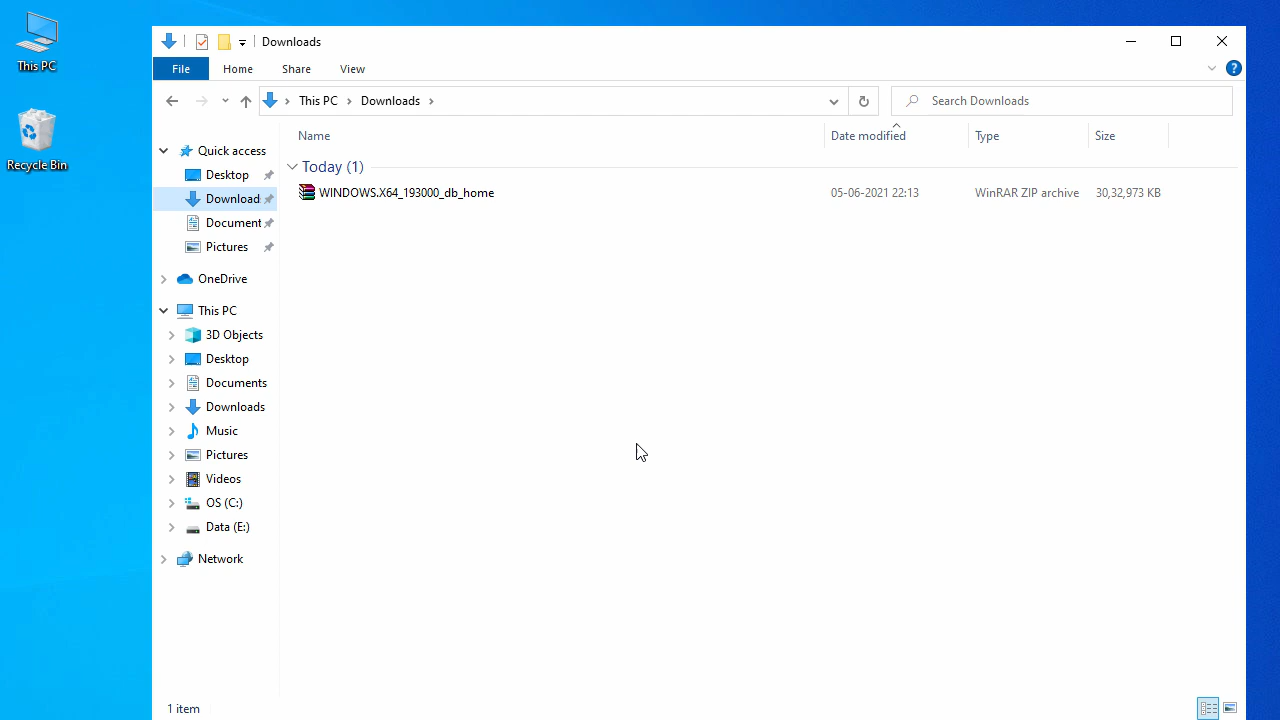 This PC
Recycle Bin
Downloads
File Home Share View
This PC Downloads
Search Downloads
Name Date modified Type Size
Quick access
Desktop
Download
Document
Pictures
OneDrive
This PC
3D Objects
Desktop
Documents
Downloads
Music
Pictures
Videos
OS (C:)
Data (E:)
Network
Today (1)
WINDOWS.X64_193000_db_home 05-06-2021 22:13 WinRAR ZIP archive 30,32,973 KB
1 item